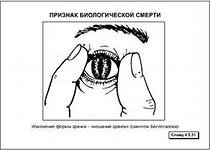 ПРИЗНАК БИОЛОГИЧЕСКОЙ СМЕРТИ
Изменение формы зрачка – «кошачий зрачок» (симптом Белоглазова)
Слайд 4.5.31